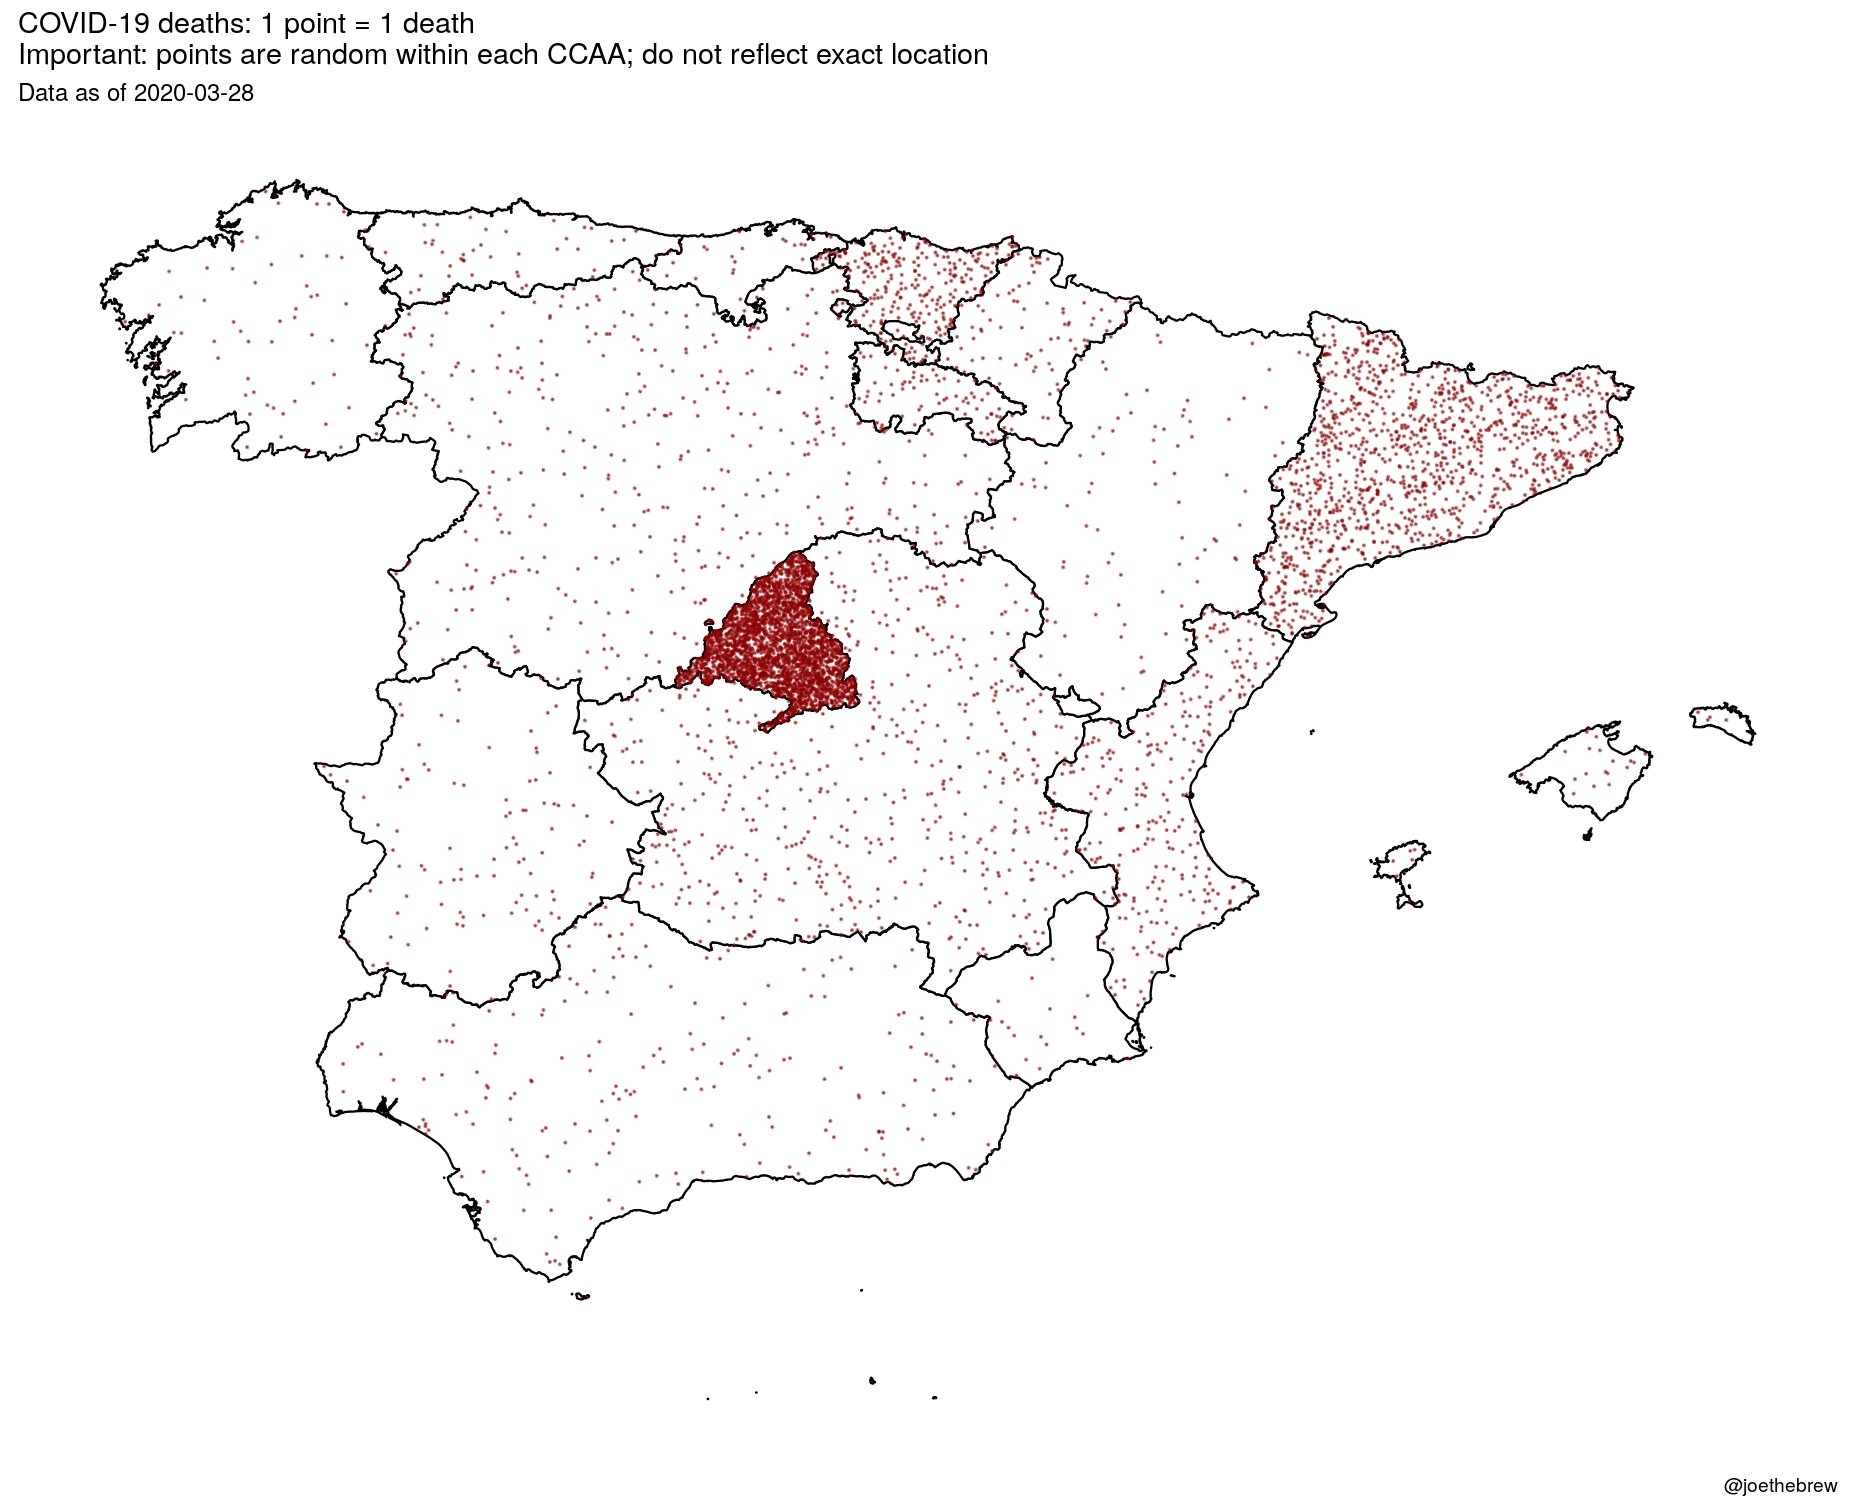 COVID-19 deaths: 1 point = 1 death
Important: points are random within each CCAA; do not reflect exact location
Data as of 2020-03-28
@joethebrew